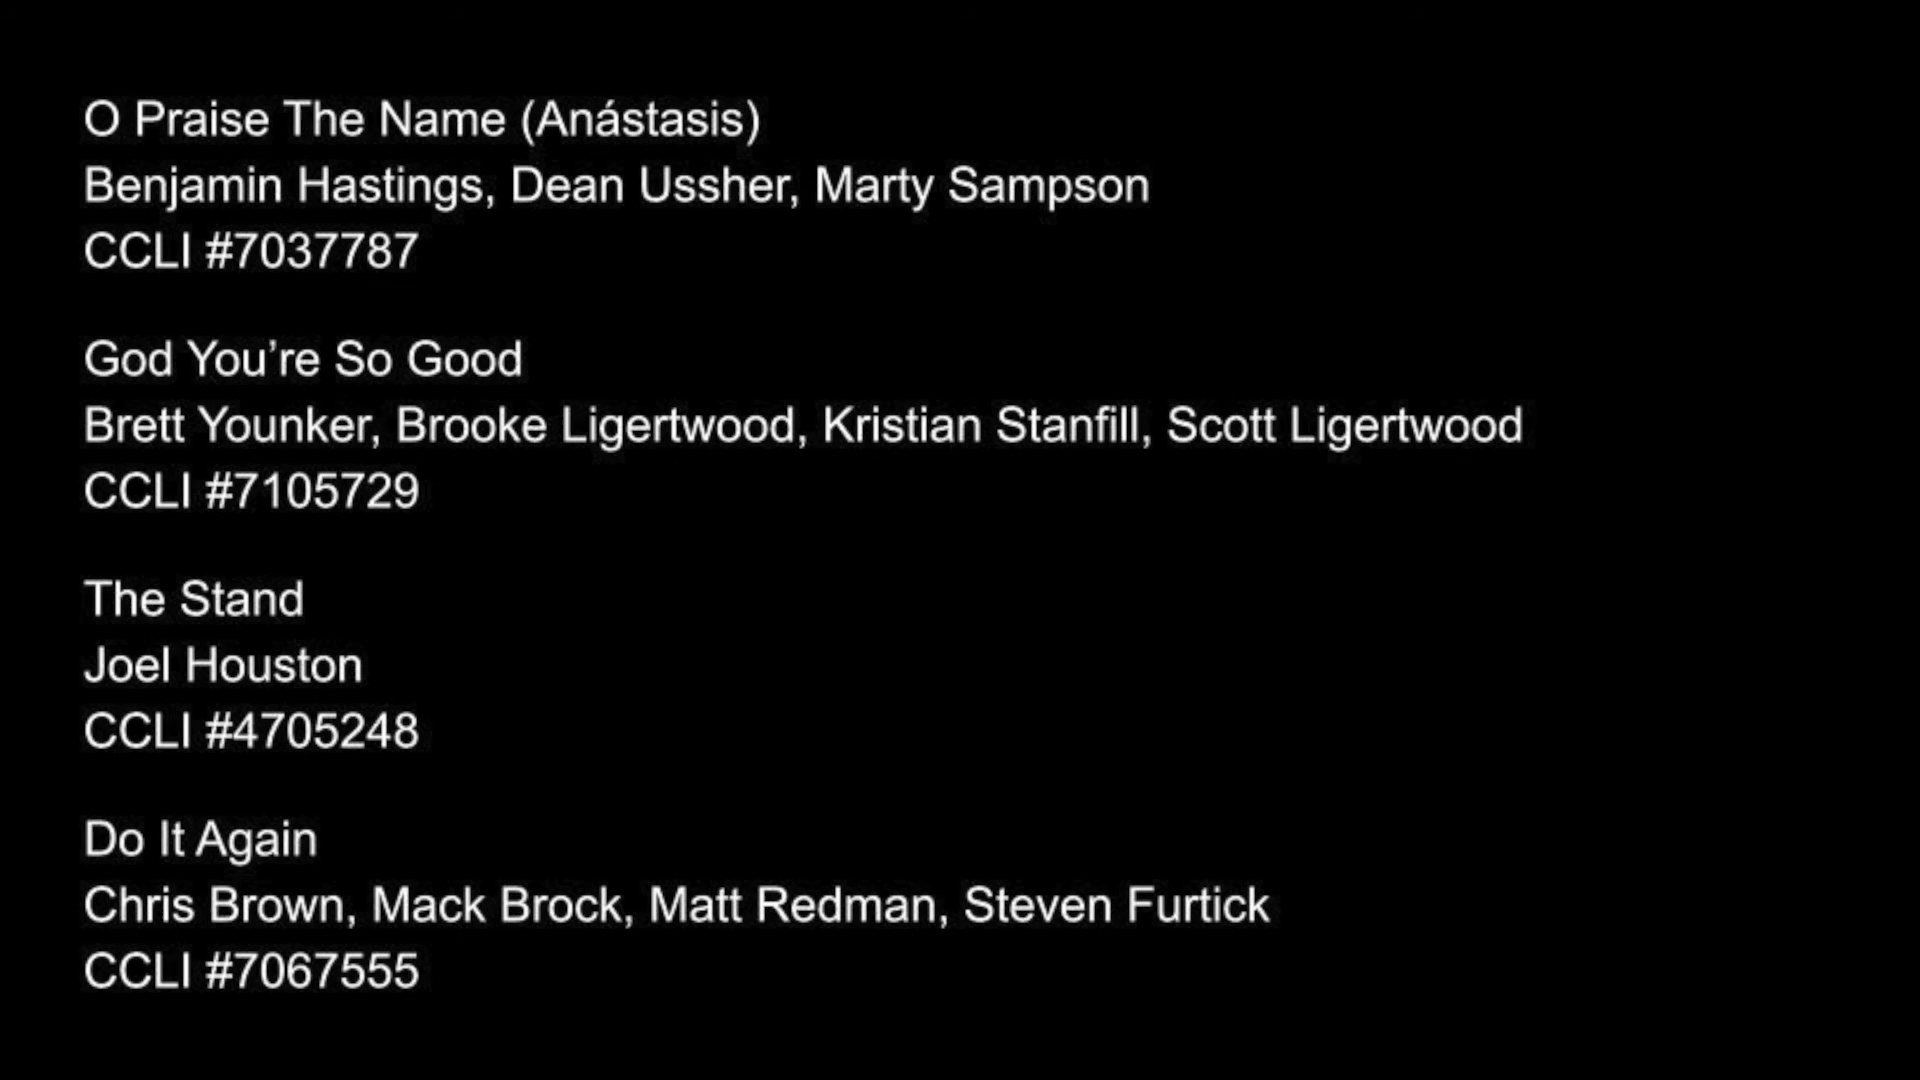 O Praise The Name (Anástasis)
Benjamin Hastings, Dean Ussher, Marty Sampson
CCLI #7037787
God You’re So Good
Brett Younker, Brooke Ligertwood, Kristian Stanfill, Scott Ligertwood
CCLI #7105729
The Stand
Joel Houston
CCLI #4705248
Do It Again
Chris Brown, Mack Brock, Matt Redman, Steven Furtick
CCLI #7067555